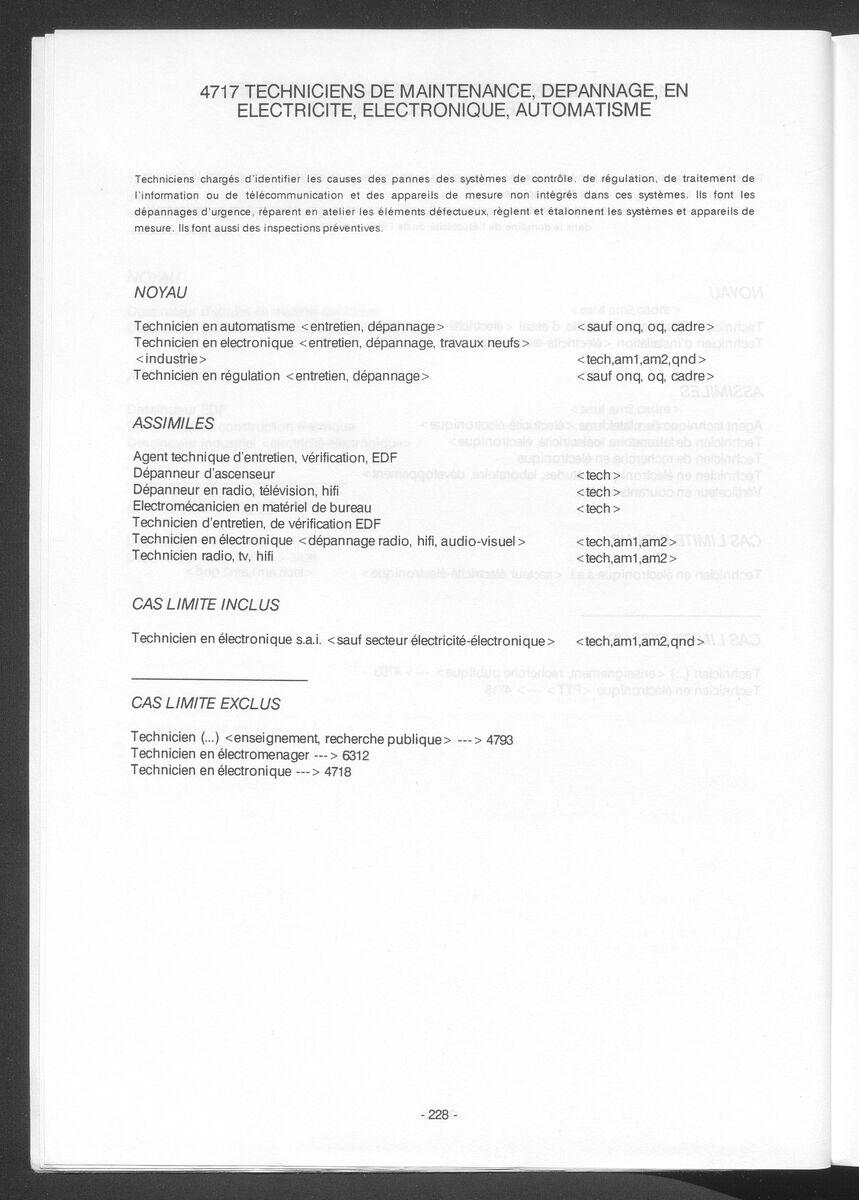 4717 TECHNICIENS DE MAINTENANCE, DEPANNAGE, EN
ELECTRICITE, ELECTRONIQUE, AUTOMATISME
Techniciens chargés d'identifier les causes des pannes des systèmes de contrôle, de régulation, de traitement de
l'information ou de télécommunication et des appareils de mesure non intégrés dans ces systèmes. Ils font les
dépannages d'urgence, réparent en atelier les éléments défectueux, règlent et étalonnent les systèmes et appareils de
mesure. Ils font aussi des inspections préventives.
NOYAU
Technicien en automatisme <entretien, dépannage> <sauf onq, oq, cadre>
Technicien en electronique <entretien, dépannage, travaux neufs>
<industrie> <tech,am1,am2,qnd>
Technicien en régulation <entretien, dépannage> <sauf onq, oq, cadre>
ASSIMILES
Agent technique d'entretien, vérification, EDF
Dépanneur d'ascenseur <tech>
Dépanneur en radio, télévision, hifi <tech>
Electromécanicien en matériel de bureau <tech>
Technicien d'entretien, de vérification EDF
Technicien en électronique <dépannage radio, hifi, audio-visuel> <tech,am1,am2>
Technicien radio, tv, hifi <tech,am1,am2>
CAS LIMITE INCLUS
Technicien en électronique s.a.i. <sauf secteur électricité-électronique> <tech,am1,am2,qnd>
CAS LIMITE EXCLUS
Technicien (...) <enseignement, recherche publique> ---> 4793
Technicien en électromenager ---> 6312
Technicien en électronique ---> 4718
- 228 -